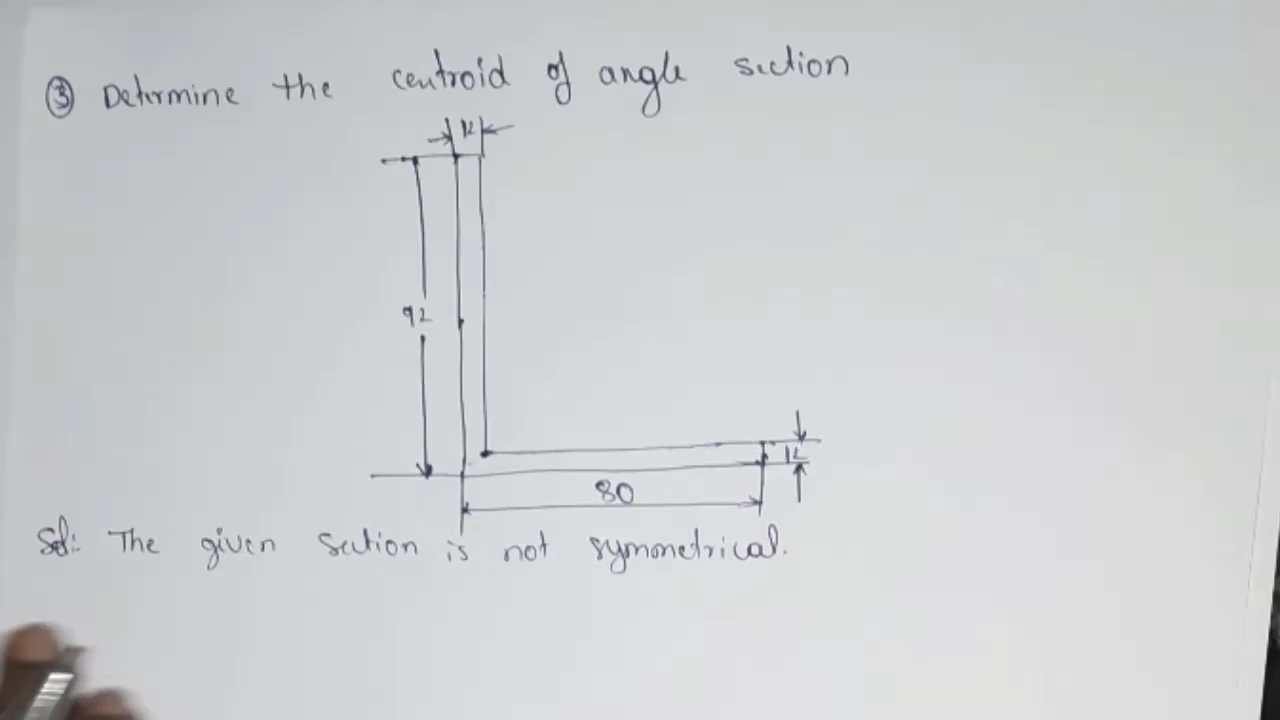 ③ Determine the centroid of angle section
12
92
12
80
Sol: The given section is not symmetrical.